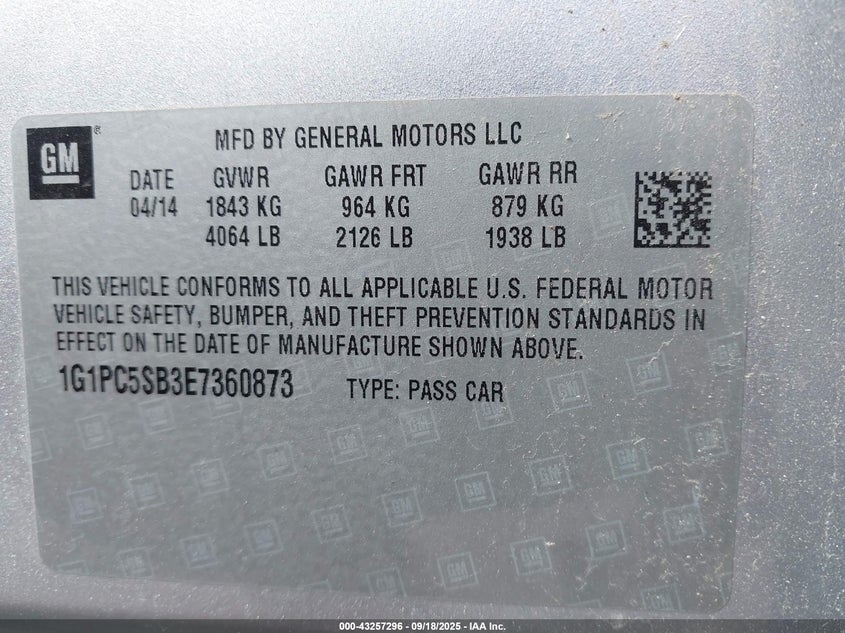 GM®
MFD BY GENERAL MOTORS LLC
DATE GVWR GAWR FRT GAWR RR
04/14 1843 KG 964 KG 879 KG
4064 LB 2126 LB 1938 LB
THIS VEHICLE CONFORMS TO ALL APPLICABLE U.S. FEDERAL MOTOR
VEHICLE SAFETY, BUMPER, AND THEFT PREVENTION STANDARDS IN
EFFECT ON THE DATE OF MANUFACTURE SHOWN ABOVE.
1G1PC5SB3E7360873 TYPE: PASS CAR
000-43257296 - 09/18/2025 - IAA Inc.